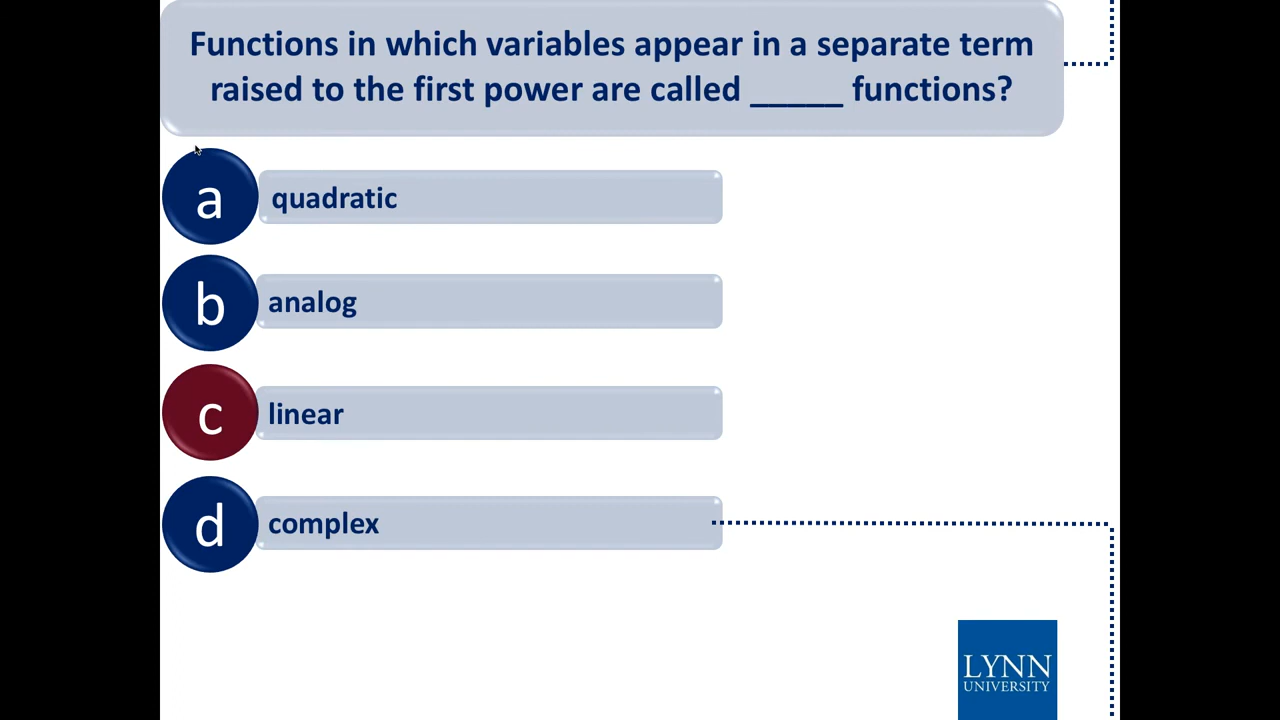 Functions in which variables appear in a separate term
raised to the first power are called _____ functions?
a
quadratic
b
analog
c
linear
d
complex
LYNN
UNIVERSITY